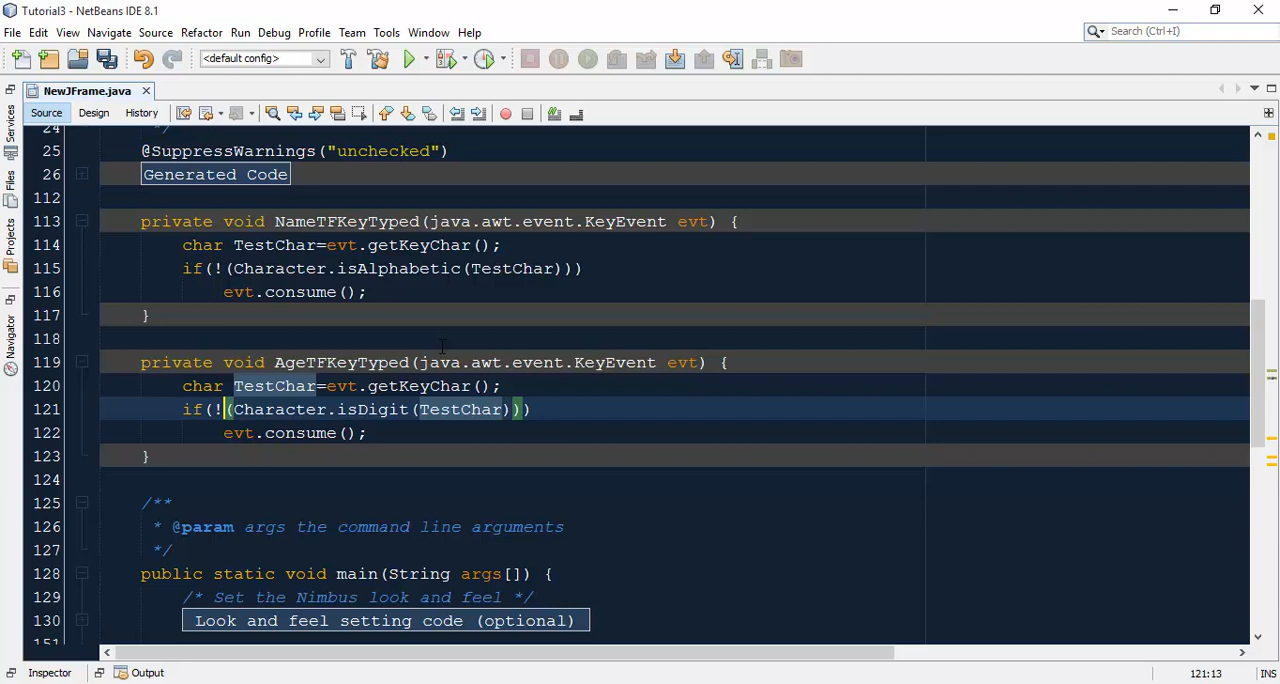 Tutorial3 - NetBeans IDE 8.1
File Edit View Navigate Source Refactor Run Debug Profile Team Tools Window Help
Search (Ctrl+I)
<default config>
NewJFrame.java
Source Design History
Services
Files
Projects
Navigator
24 */
25 @SuppressWarnings("unchecked")
26 Generated Code
112
113 private void NameTFKeyTyped(java.awt.event.KeyEvent evt) {
114 char TestChar=evt.getKeyChar();
115 if(!(Character.isAlphabetic(TestChar)))
116 evt.consume();
117 }
118
119 private void AgeTFKeyTyped(java.awt.event.KeyEvent evt) {
120 char TestChar=evt.getKeyChar();
121 if(!(Character.isDigit(TestChar)))
122 evt.consume();
123 }
124
125 /**
126 * @param args the command line arguments
127 */
128 public static void main(String args[]) {
129 /* Set the Nimbus look and feel */
130 Look and feel setting code (optional)
151
Inspector Output 121:13 INS